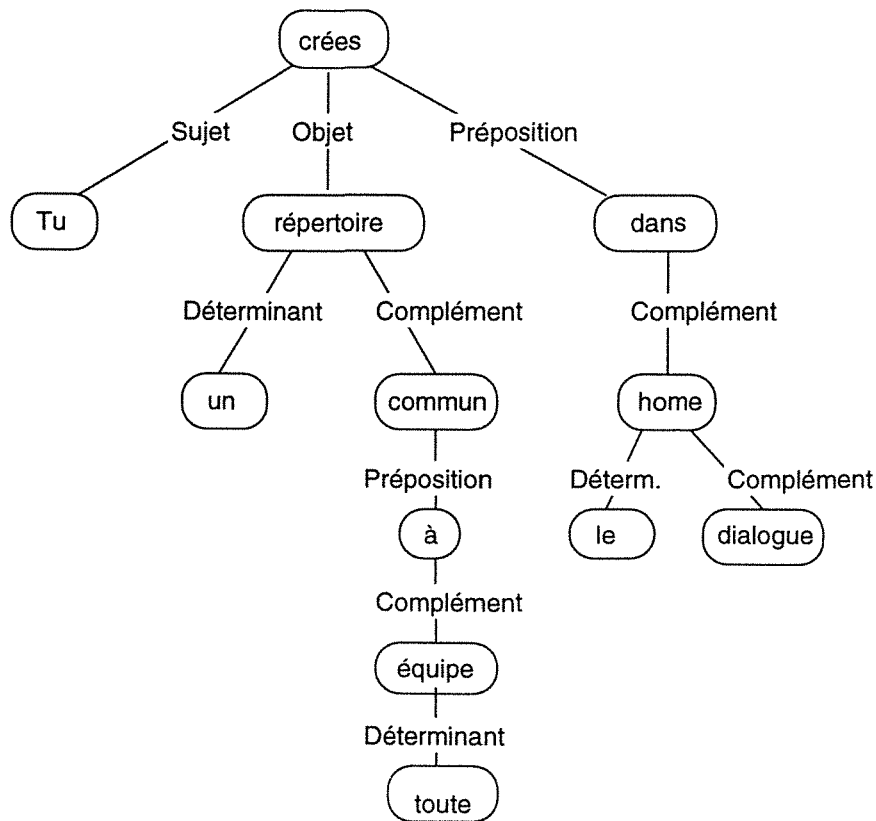 crées
Sujet Objet Préposition
Tu répertoire dans
Déterminant Complément Complément
un commun home
Préposition Déterm. Complément
à le dialogue
Complément
équipe
Déterminant
toute